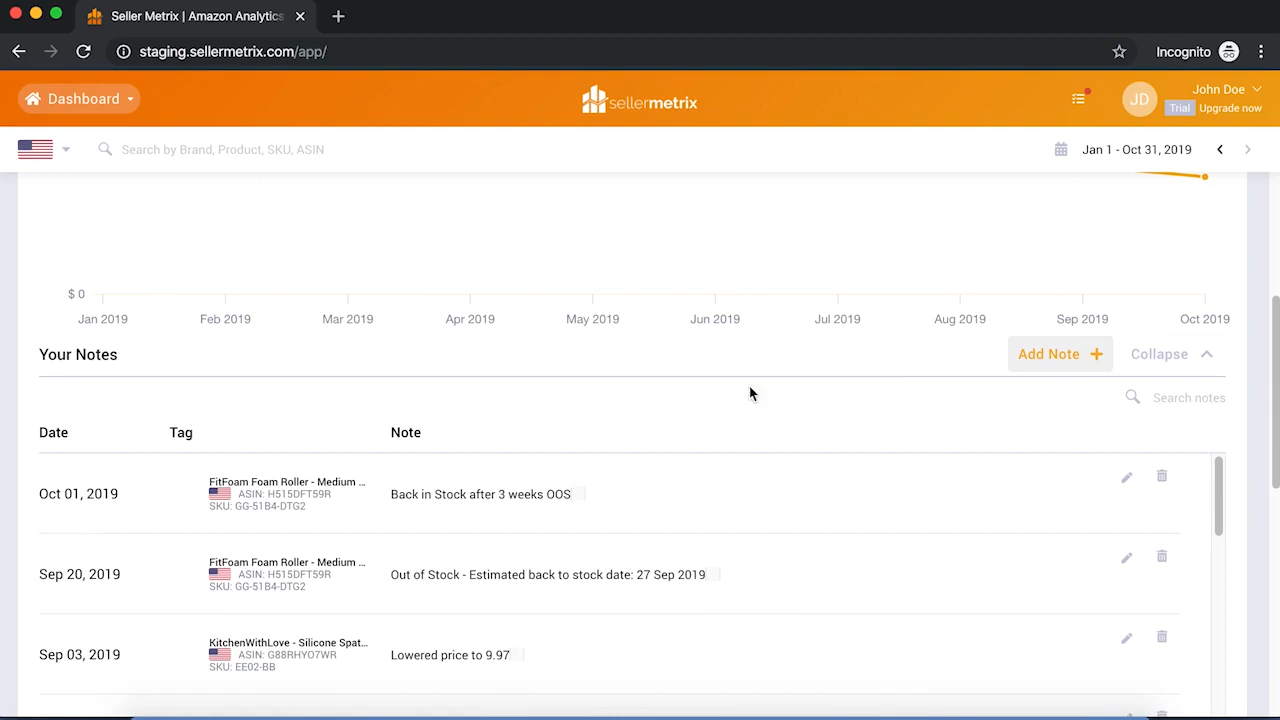 Seller Metrix | Amazon Analytics
staging.sellermetrix.com/app/
Incognito
Dashboard
sellermetrix
JD
John Doe
Trial
Upgrade now
Search by Brand, Product, SKU, ASIN
Jan 1 - Oct 31, 2019
$ 0
Jan 2019
Feb 2019
Mar 2019
Apr 2019
May 2019
Jun 2019
Jul 2019
Aug 2019
Sep 2019
Oct 2019
Your Notes
Add Note +
Collapse
Search notes
Date
Tag
Note
Oct 01, 2019
FitFoam Foam Roller - Medium ...
ASIN: H515DFT59R
SKU: GG-51B4-DTG2
Back in Stock after 3 weeks OOS
Sep 20, 2019
FitFoam Foam Roller - Medium ...
ASIN: H515DFT59R
SKU: GG-51B4-DTG2
Out of Stock - Estimated back to stock date: 27 Sep 2019
Sep 03, 2019
KitchenWithLove - Silicone Spat...
ASIN: G88RHYO7WR
SKU: EE02-BB
Lowered price to 9.97